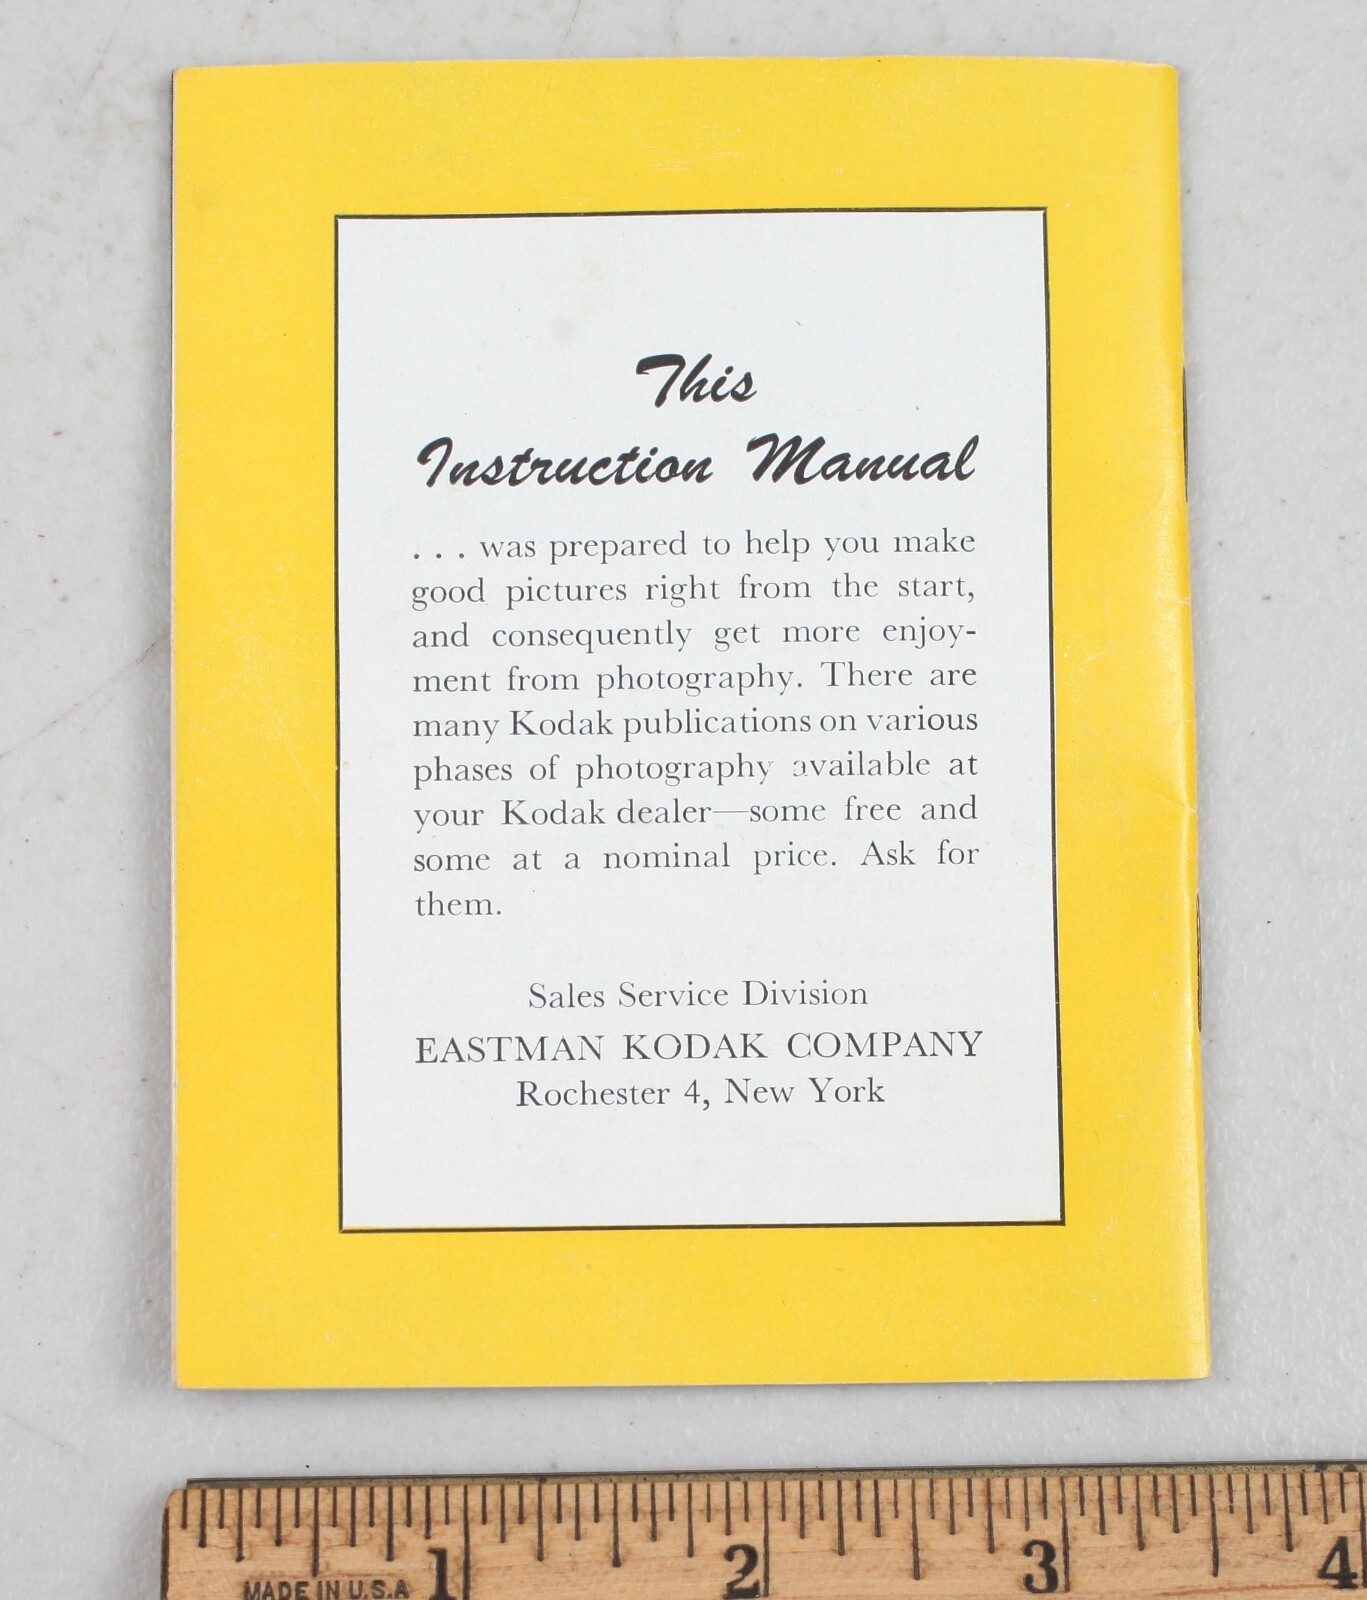 This
Instruction Manual
. . . was prepared to help you make
good pictures right from the start,
and consequently get more enjoy-
ment from photography. There are
many Kodak publications on various
phases of photography available at
your Kodak dealer—some free and
some at a nominal price. Ask for
them.
Sales Service Division
EASTMAN KODAK COMPANY
Rochester 4, New York
MADE IN U.S.A 1 2 3 4